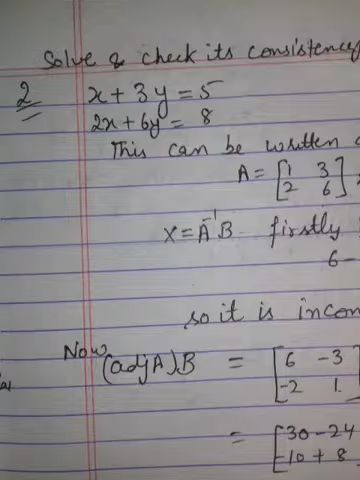 Solve & check its consistency
2 x + 3y = 5
2x + 6y = 8
This can be written
A = [1 3
2 6]
X = A⁻¹B firstly
6 -
so it is incon
Now (adj A).B = [6 -3
-2 1]
= [30 - 24
-10 + 8